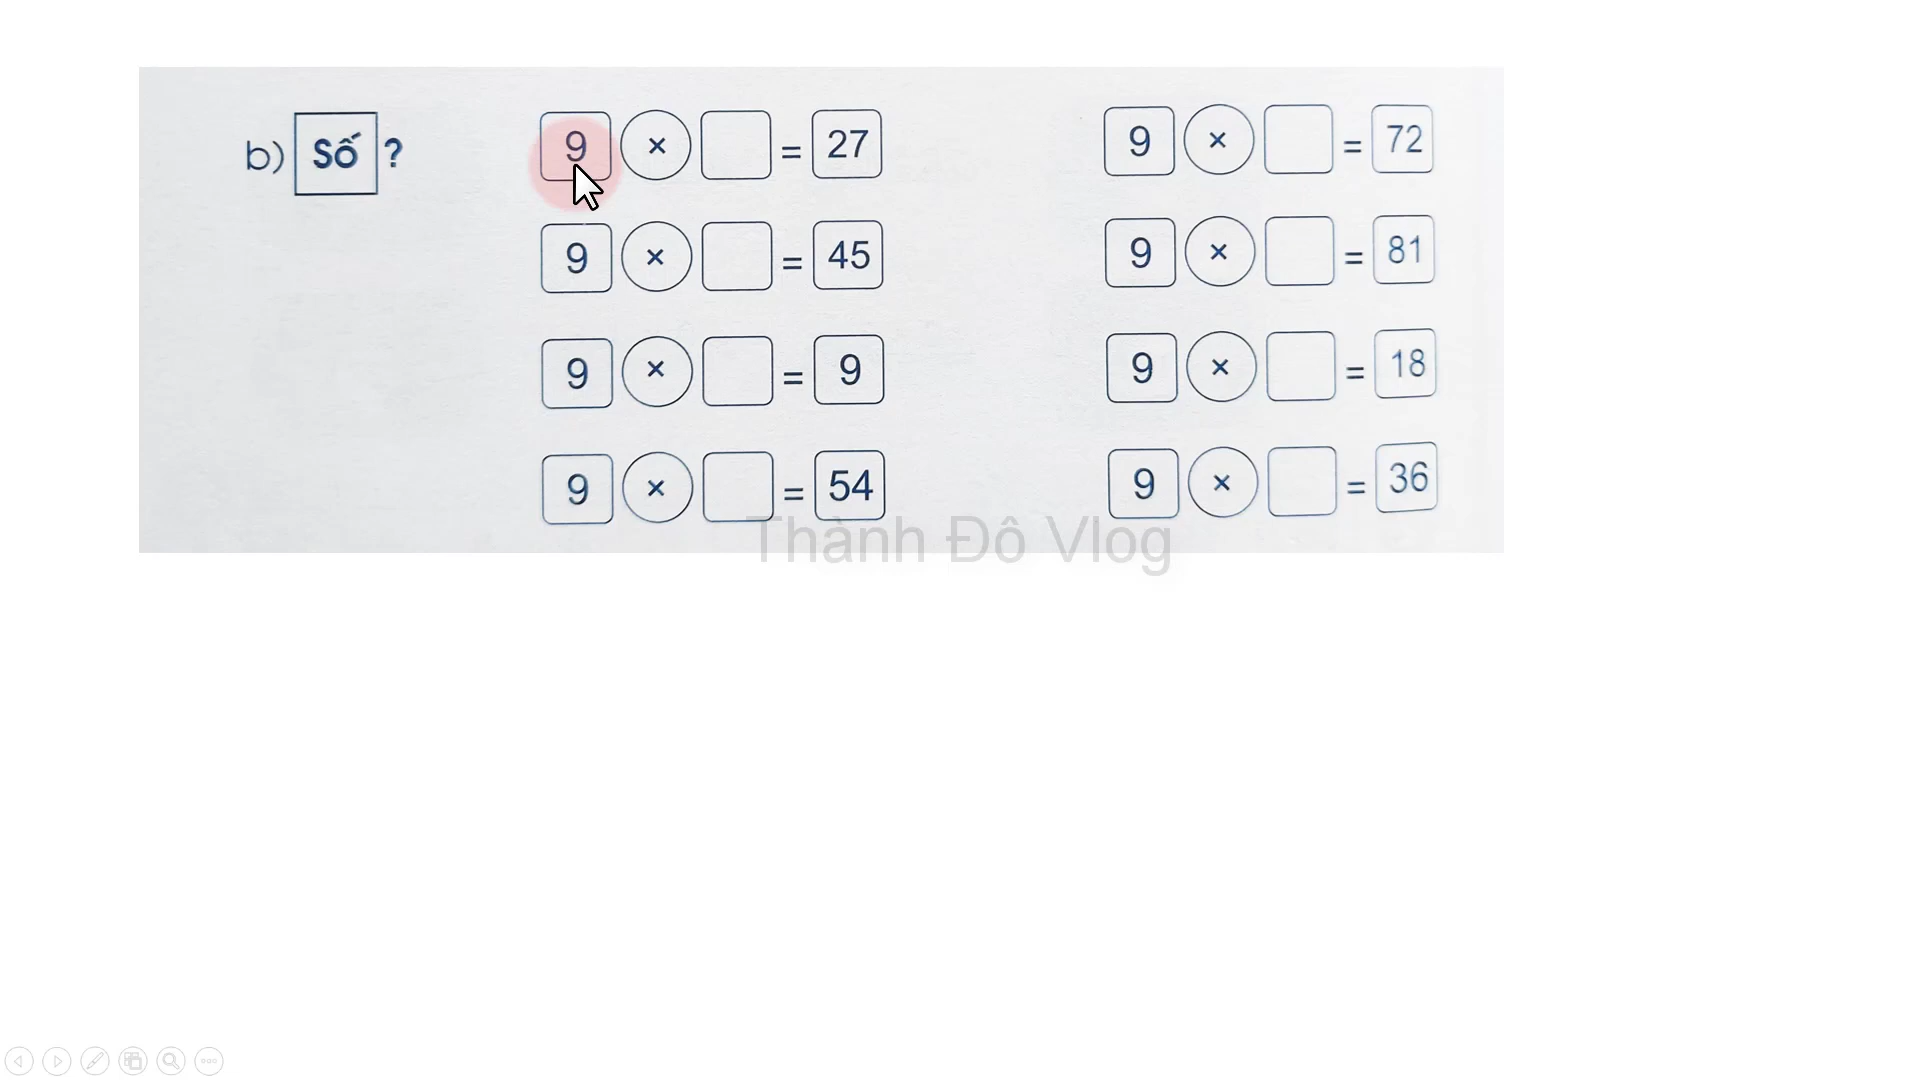 b) Số ?
9 × = 27
9 × = 72
9 × = 45
9 × = 81
9 × = 9
9 × = 18
9 × = 54
9 × = 36
Thành Đô Vlog